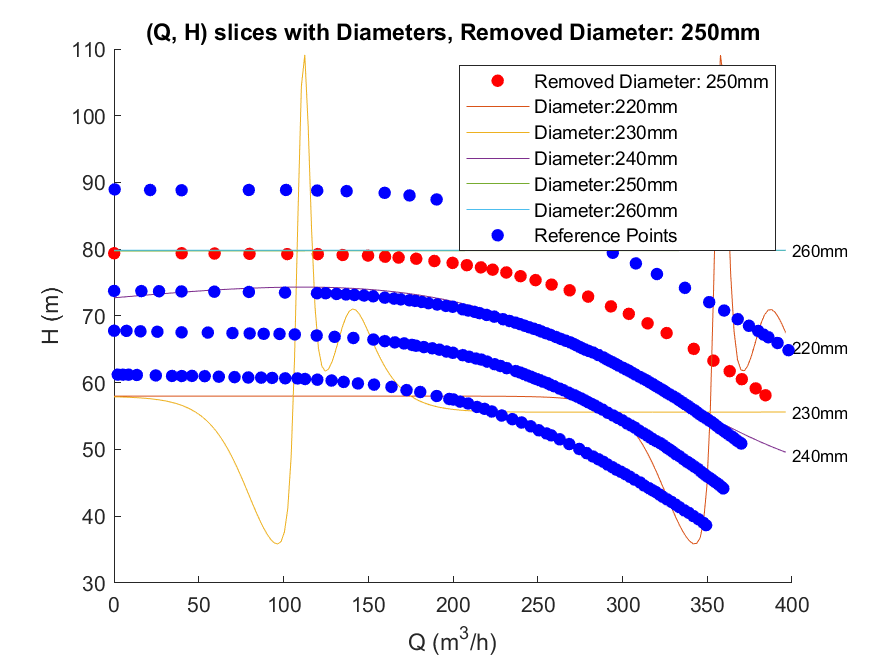 (Q, H) slices with Diameters, Removed Diameter: 250mm
110
100
90
80
70
60
50
40
30
H (m)
Removed Diameter: 250mm
Diameter:220mm
Diameter:230mm
Diameter:240mm
Diameter:250mm
Diameter:260mm
Reference Points
260mm
220mm
230mm
240mm
0
50
100
150
200
250
300
350
400
Q (m³/h)